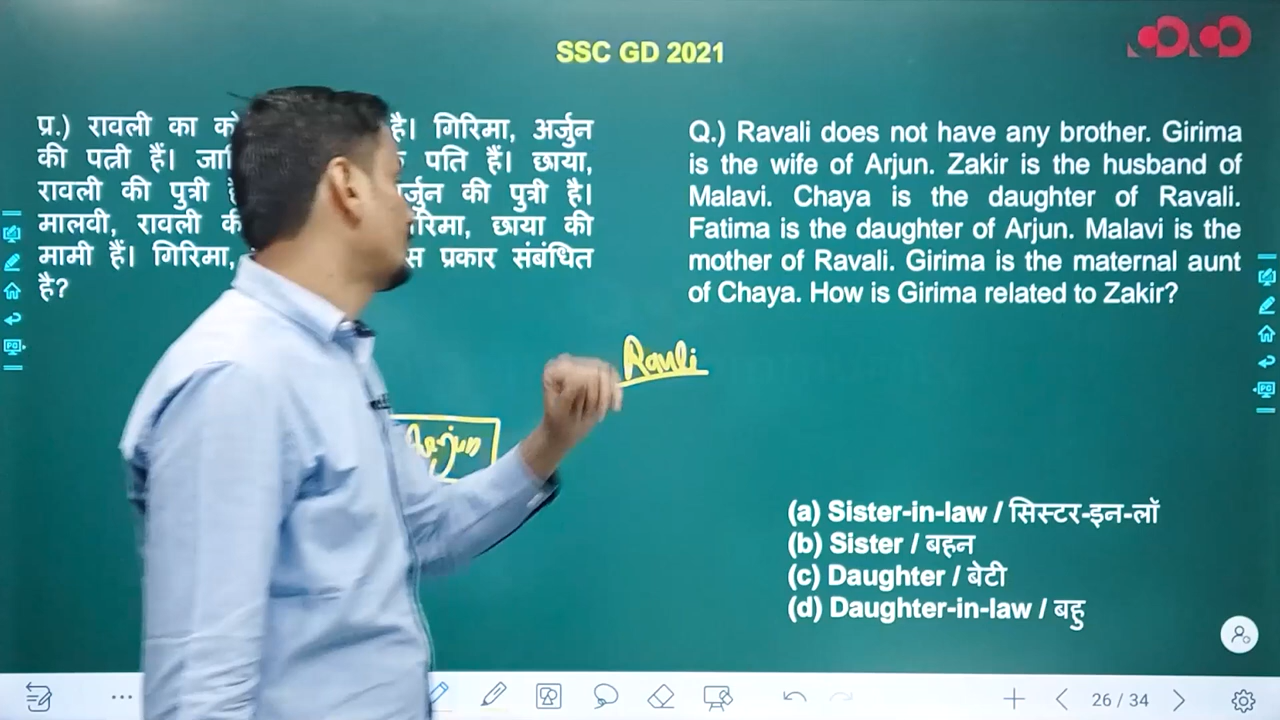 SSC GD 2021
प्र.) रावली का है। गिरिमा, अर्जुन
की पत्नी हैं। पति हैं। छाया,
रावली की पुत्री की पुत्री है।
मालवी, रावली छाया की
मामी हैं। गिरिमा, प्रकार संबंधित
है?
Q.) Ravali does not have any brother. Girima
is the wife of Arjun. Zakir is the husband of
Malavi. Chaya is the daughter of Ravali.
Fatima is the daughter of Arjun. Malavi is the
mother of Ravali. Girima is the maternal aunt
of Chaya. How is Girima related to Zakir?
Rauli
Arjun
(a) Sister-in-law / सिस्टर-इन-लॉ
(b) Sister / बहन
(c) Daughter / बेटी
(d) Daughter-in-law / बहु
26 / 34